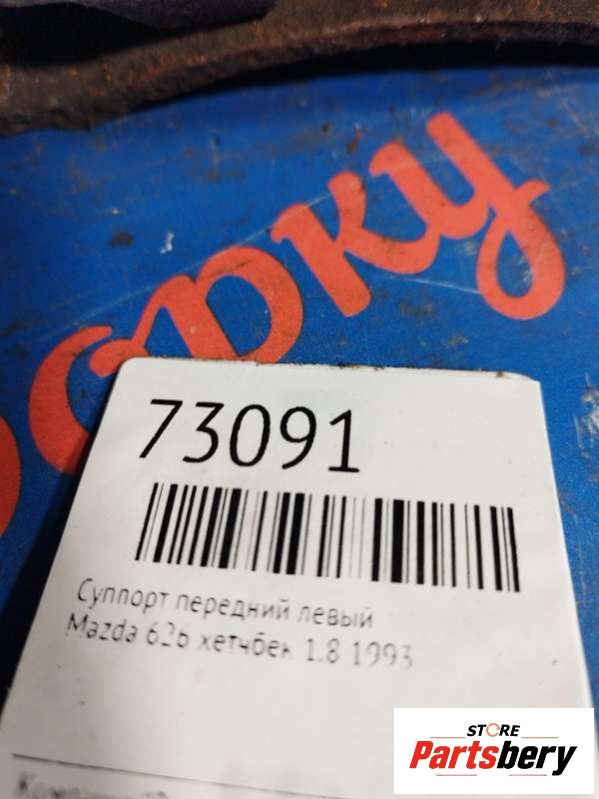 73091
Суппорт передний левый
Mazda 626 хетчбек 1.8 1993
STORE
Partsbery